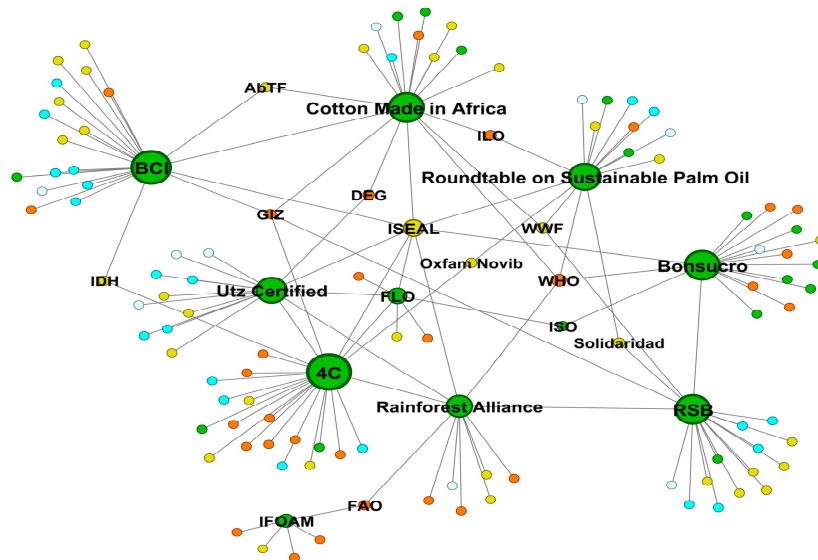 AbTF
Cotton Made in Africa
ILO
BCI
Roundtable on Sustainable Palm Oil
DEG
GIZ
ISEAL
WWF
Oxfam Novib
Bonsucro
IDH
Utz Certified
FLO
WHO
ISO
Solidaridad
4C
Rainforest Alliance
RSB
FAO
IFOAM